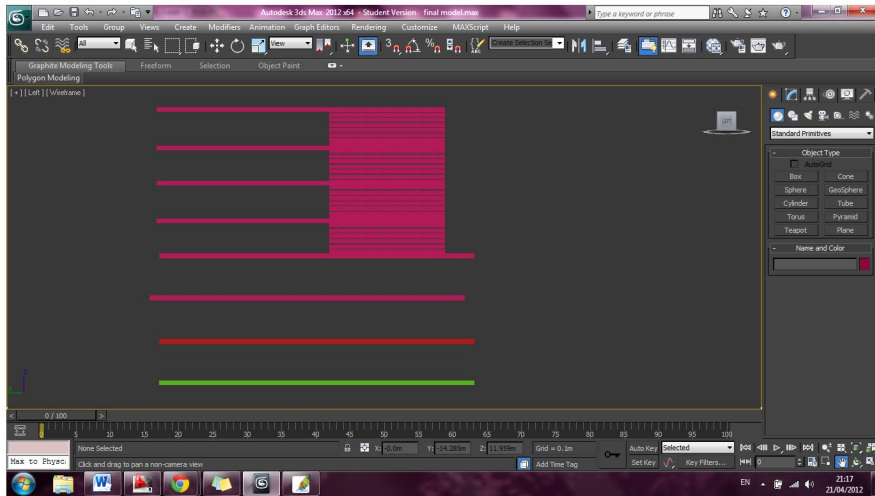 Autodesk 3ds Max 2012 x64 - Student Version final model.max
Type a keyword or phrase
Edit Tools Group Views Create Modifiers Animation Graph Editors Rendering Customize MAXScript Help
All View 3 Create Selection Se
Graphite Modeling Tools Freeform Selection Object Paint
Polygon Modeling
[ + ] [ Left ] [ Wireframe ]
LEFT
Standard Primitives
- Object Type
AutoGrid
Box Cone
Sphere GeoSphere
Cylinder Tube
Torus Pyramid
Teapot Plane
- Name and Color
z
0 / 100
0 5 10 15 20 25 30 35 40 45 50 55 60 65 70 75 80 85 90 95 100
None Selected X: -0.0m Y: -14.285m Z: 11.959m Grid = 0.1m Auto Key Selected
Max to Physc Click and drag to pan a non-camera view Add Time Tag Set Key Key Filters... 0
EN 21:17
21/04/2012